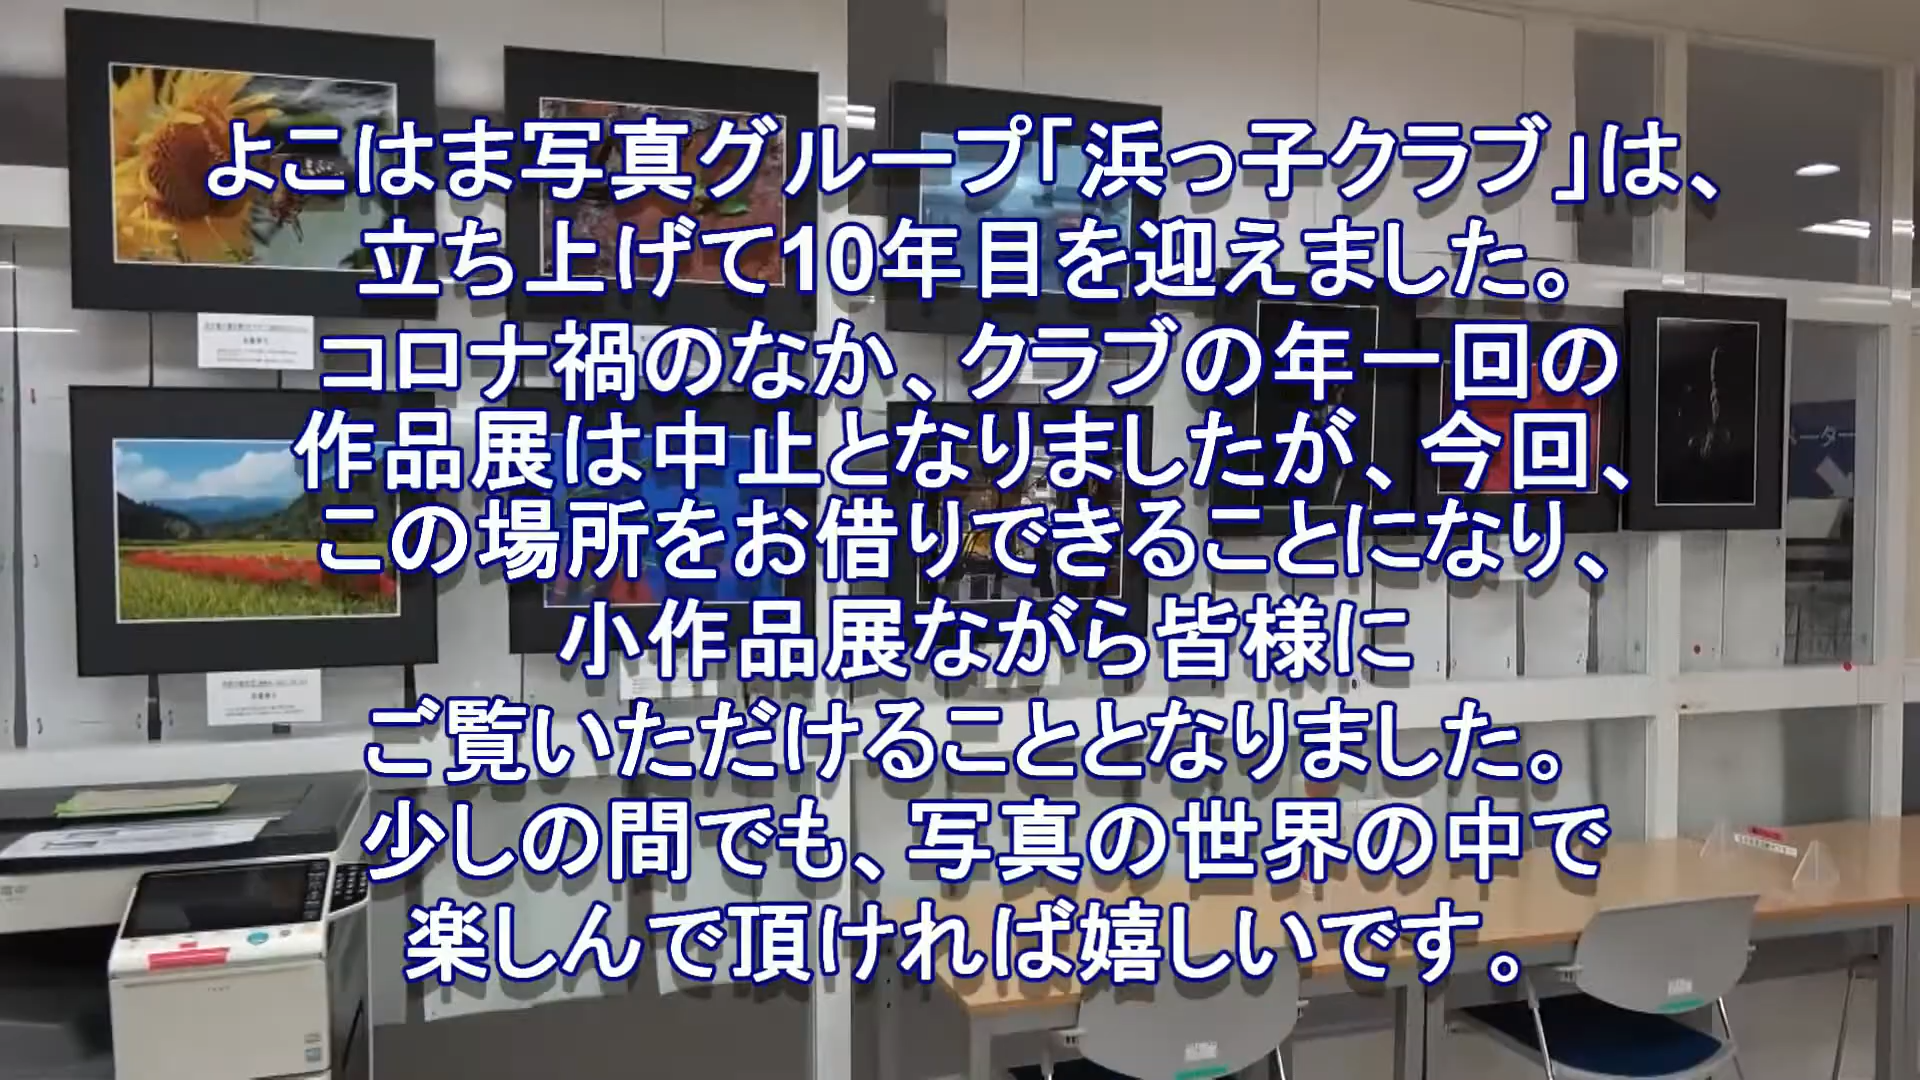 よこはま写真グループ「浜っ子クラブ」は、
立ち上げて10年目を迎えました。
コロナ禍のなか、クラブの年一回の
作品展は中止となりましたが、今回、
この場所をお借りできることになり、
小作品展ながら皆様に
ご覧いただけることとなりました。
少しの間でも、写真の世界の中で
楽しんで頂ければ嬉しいです。